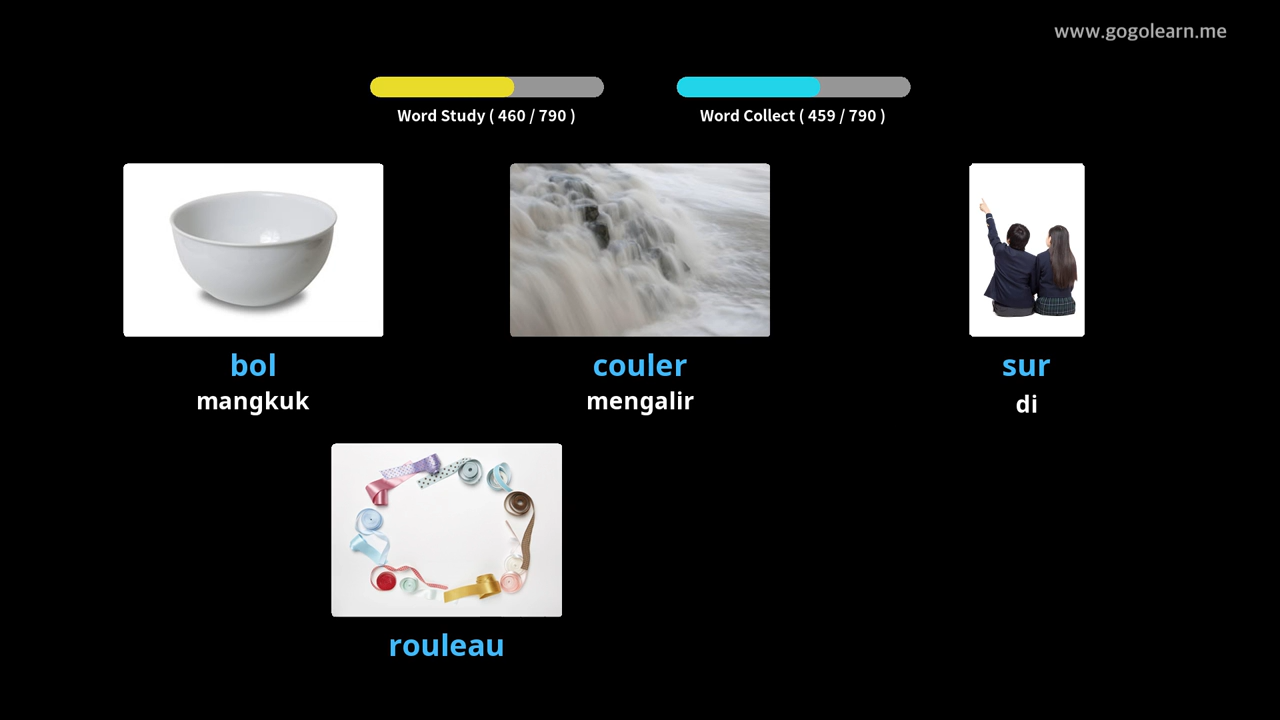 www.gogolearn.me
Word Study ( 460 / 790 )
Word Collect ( 459 / 790 )
bol
mangkuk
couler
mengalir
sur
di
rouleau